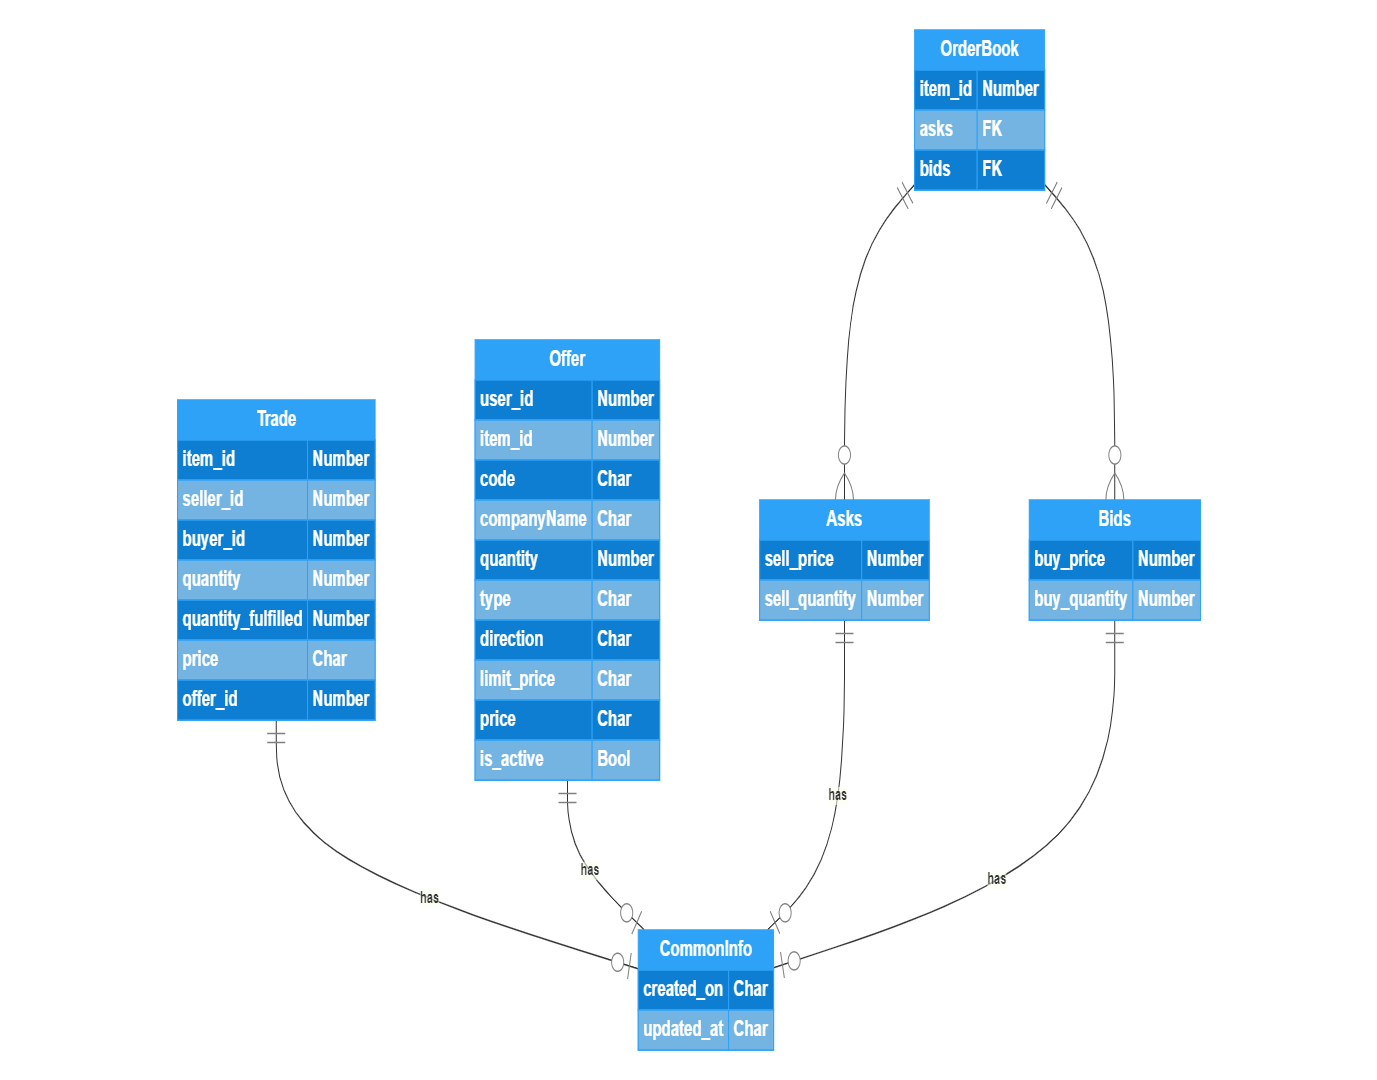 OrderBook
item_id Number
asks FK
bids FK
Offer
user_id Number
item_id Number
code Char
companyName Char
quantity Number
type Char
direction Char
limit_price Char
price Char
is_active Bool
Trade
item_id Number
seller_id Number
buyer_id Number
quantity Number
quantity_fulfilled Number
price Char
offer_id Number
Asks
sell_price Number
sell_quantity Number
Bids
buy_price Number
buy_quantity Number
has
has
has
has
CommonInfo
created_on Char
updated_at Char